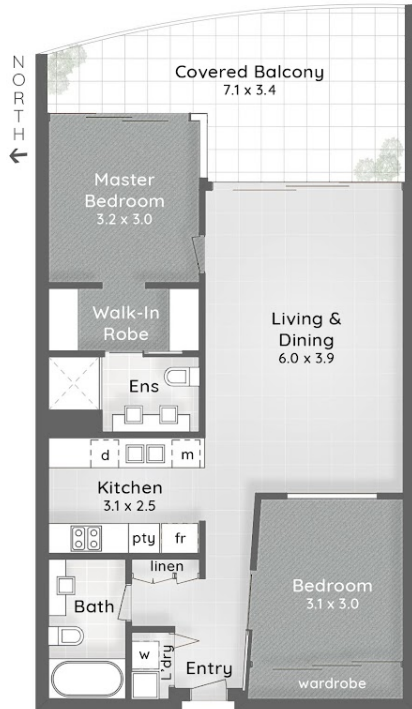 NORTH
Covered Balcony
7.1 x 3.4
Master
Bedroom
3.2 x 3.0
Walk-In
Robe
Living &
Dining
6.0 x 3.9
Ens
d
m
Kitchen
3.1 x 2.5
pty
fr
linen
Bath
Bedroom
3.1 x 3.0
w
L'dry
Entry
wardrobe